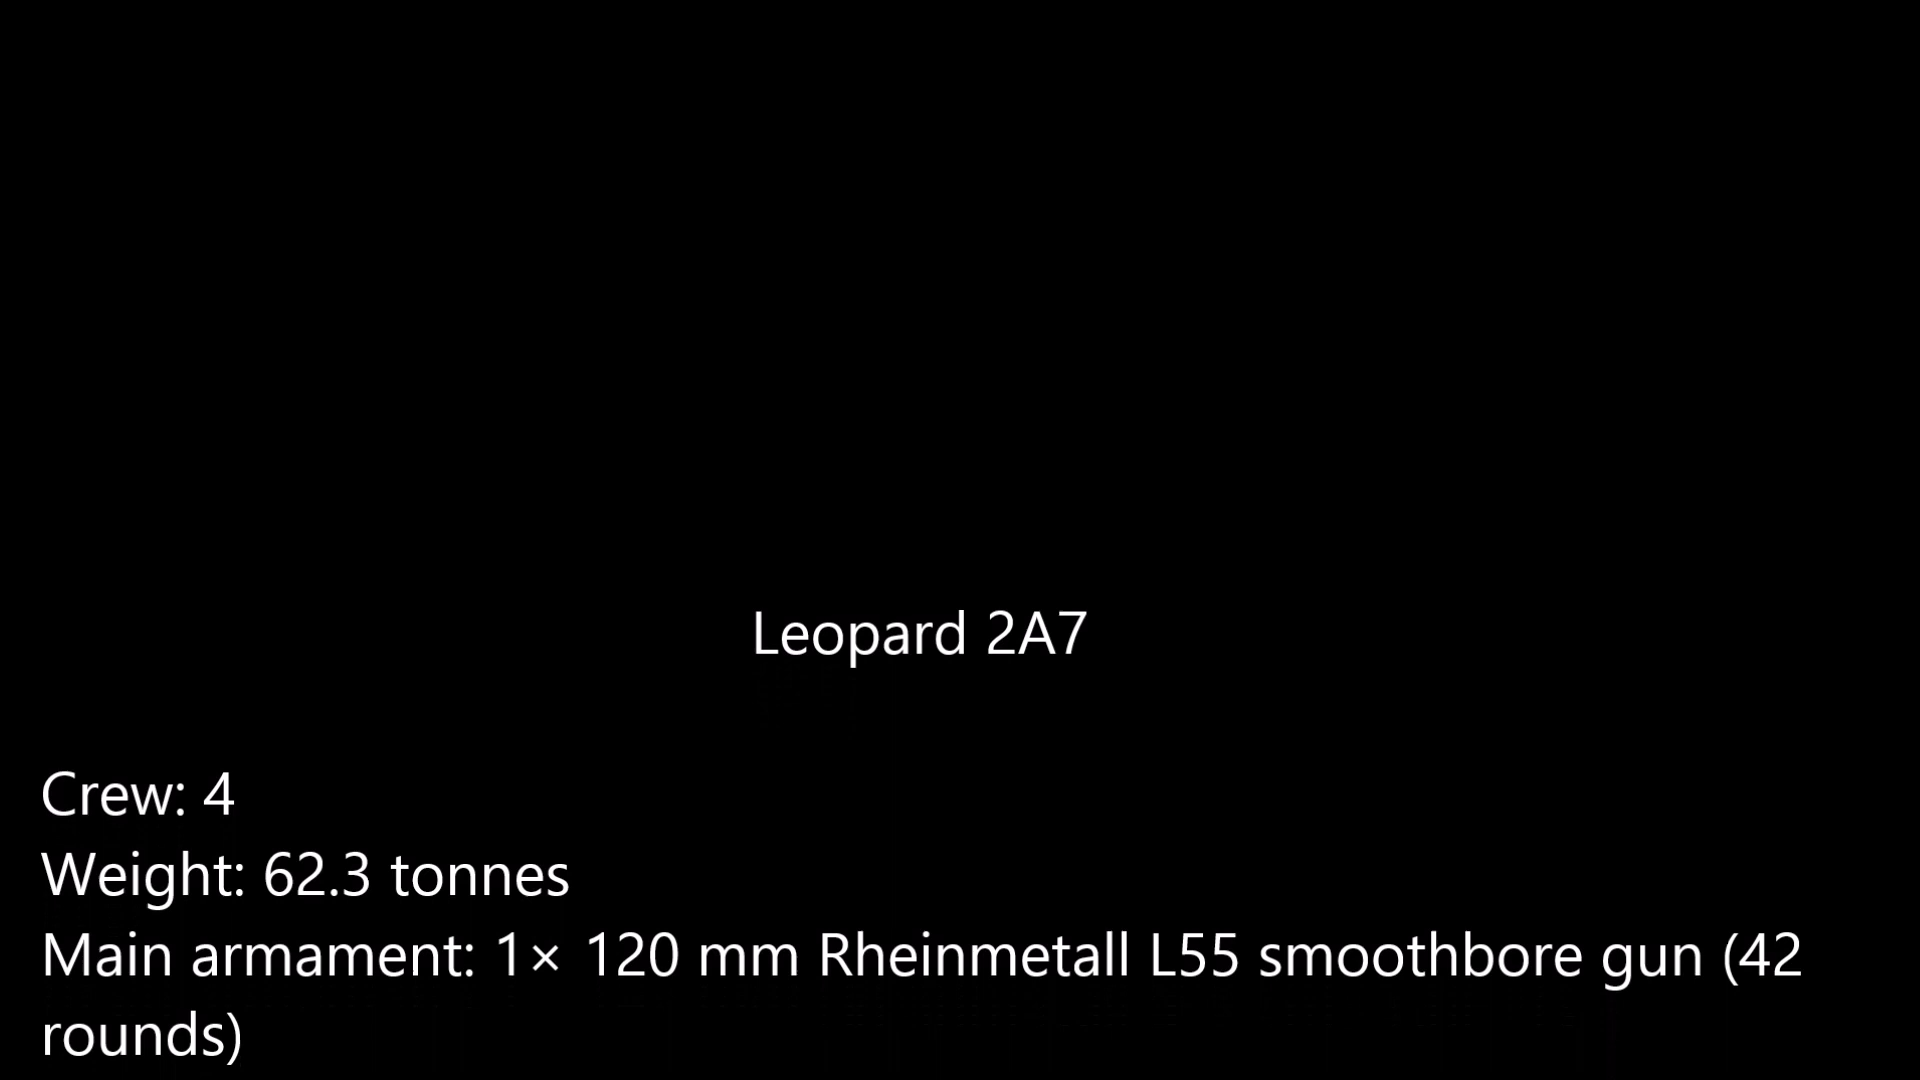 Leopard 2A7
Crew: 4
Weight: 62.3 tonnes
Main armament: 1× 120 mm Rheinmetall L55 smoothbore gun (42
rounds)